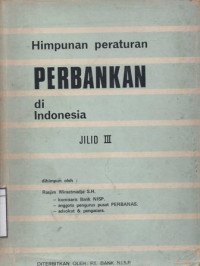 Himpunan peraturan
PERBANKAN
di
Indonesia
JILID III
dihimpun oleh :
Wiraatmadja S.H.
— komisaris Bank NISP.
— anggota pengurus pusat PERBANAS.
— advokat & pengacara.
DITERBITKAN OLEH: P.T. BANK N.I.S.P